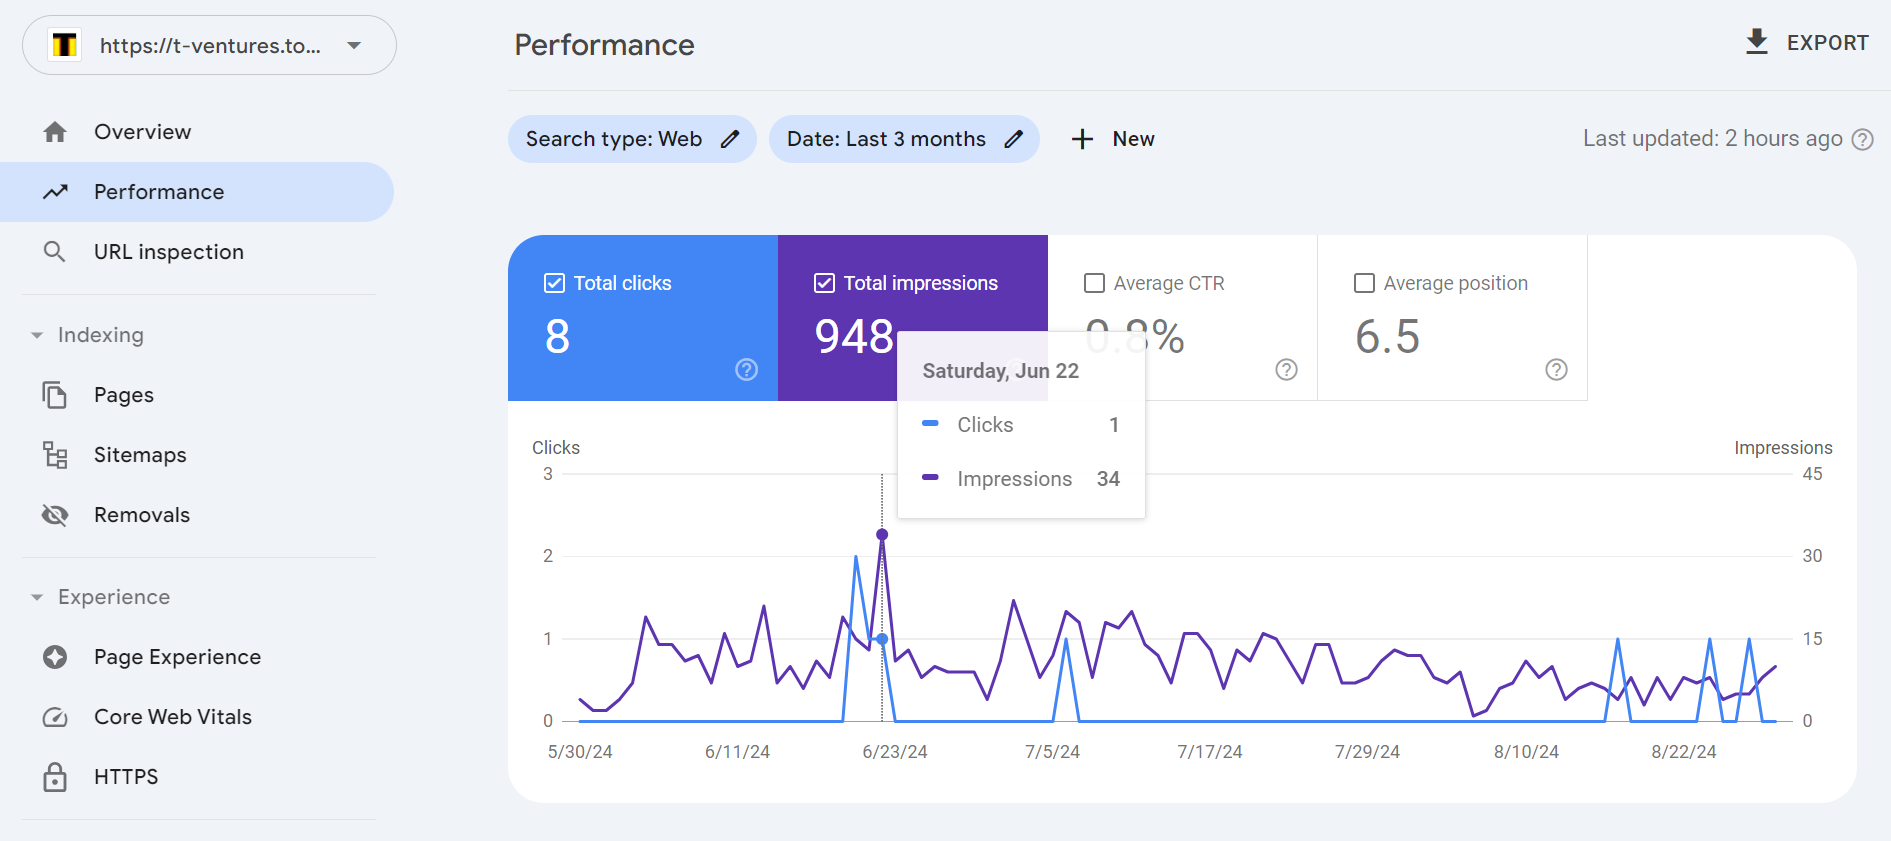 T
https://t-ventures.to...
Performance
EXPORT
Overview
Performance
URL inspection
Indexing
Pages
Sitemaps
Removals
Experience
Page Experience
Core Web Vitals
HTTPS
Search type: Web
Date: Last 3 months
New
Last updated: 2 hours ago
Total clicks
8
Total impressions
948
Average CTR
0.8%
Average position
6.5
Saturday, Jun 22
Clicks 1
Impressions 34
Clicks
Impressions
3
45
2
30
1
15
0
0
5/30/24
6/11/24
6/23/24
7/5/24
7/17/24
7/29/24
8/10/24
8/22/24